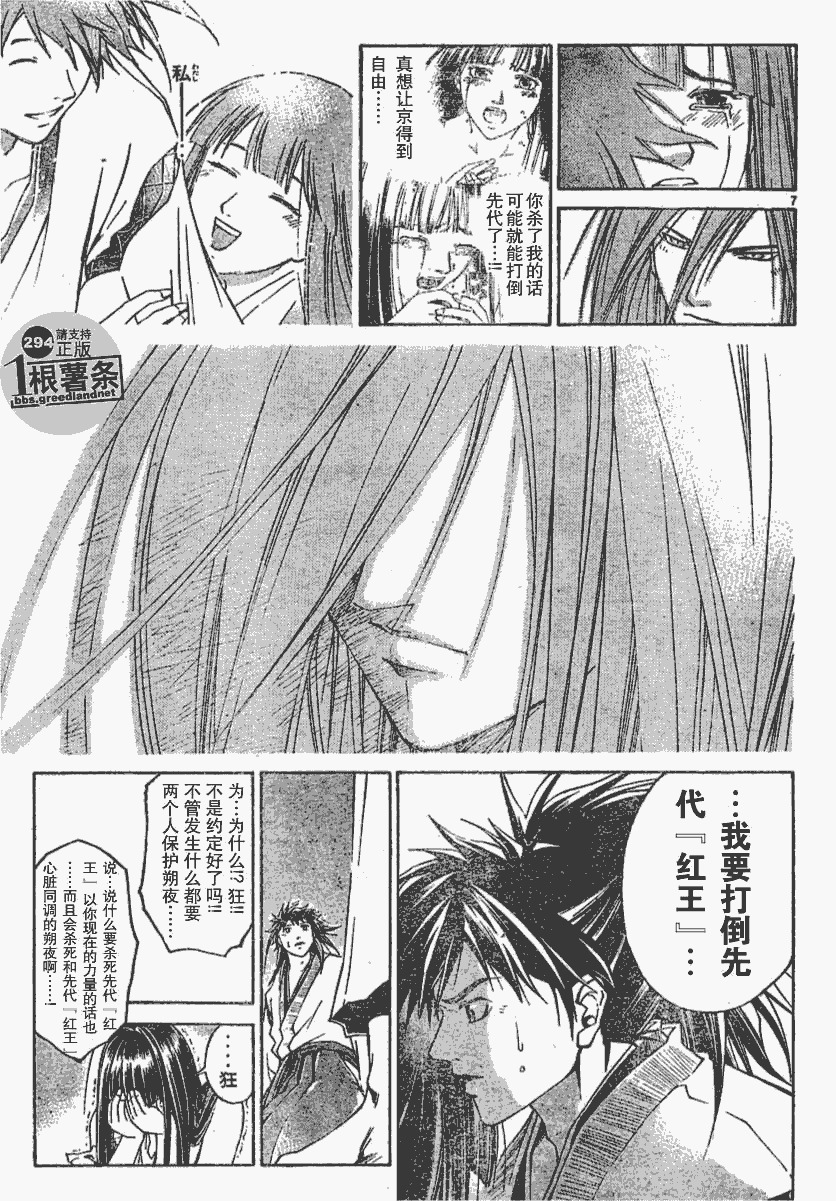 7
你杀了我的话
可能就能打倒
先代了…!!
真想让京得到
自由……
私
わたし
…
294
請支持
正版
1根薯条
bbs.greedland.net
…我要打倒先
代『红王』…
为…为什么!? 狂!!
不是约定好了吗!!
不管发生什么都要
两个人保护朔夜……
说…说什么要杀死先代『红
王』以你现在的力量的话也
……而且会杀死和先代『红王
心脏同调的朔夜啊……!
….狂